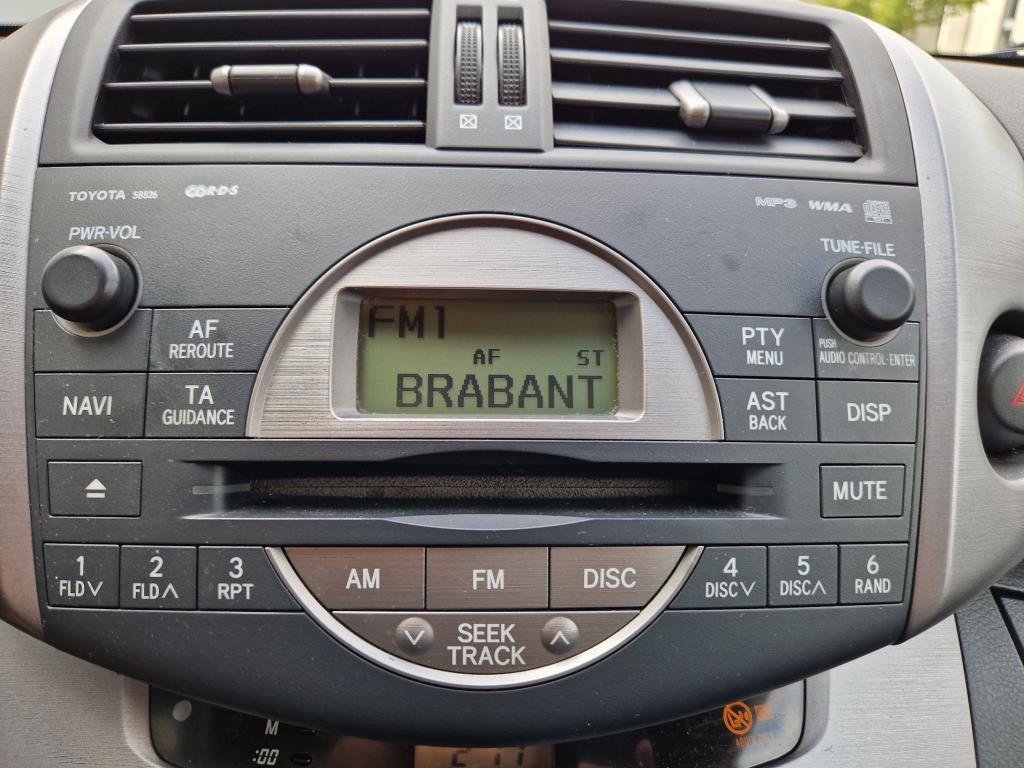 TOYOTA 58826
RDS
MP3 WMA
PWR·VOL
TUNE·FILE
FM1
AF ST
BRABANT
AF
REROUTE
PTY
MENU
PUSH
AUDIO CONTROL·ENTER
NAVI
TA
GUIDANCE
AST
BACK
DISP
MUTE
1
FLD
2
FLD
3
RPT
AM
FM
DISC
4
DISC
5
DISC
6
RAND
SEEK
TRACK
M
:00